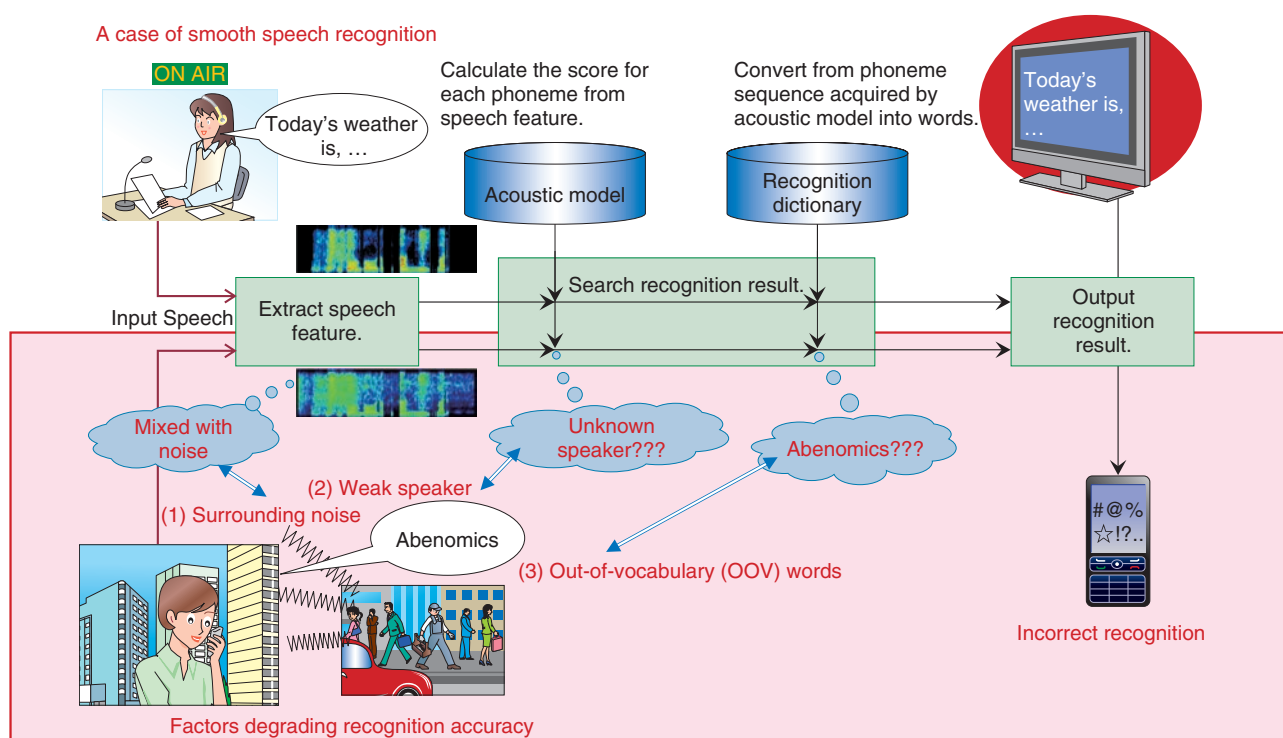 A case of smooth speech recognition
ON AIR
Today's weather
is, …
Calculate the score for
each phoneme from
speech feature.
Convert from phoneme
sequence acquired by
acoustic model into words.
Today's
weather is,
…
Acoustic model
Recognition
dictionary
Input Speech
Extract speech
feature.
Search recognition result.
Output
recognition
result.
Mixed with
noise
Unknown
speaker???
Abenomics???
(2) Weak speaker
(1) Surrounding noise
Abenomics
(3) Out-of-vocabulary (OOV) words
#@%
☆!?..
Incorrect recognition
Factors degrading recognition accuracy